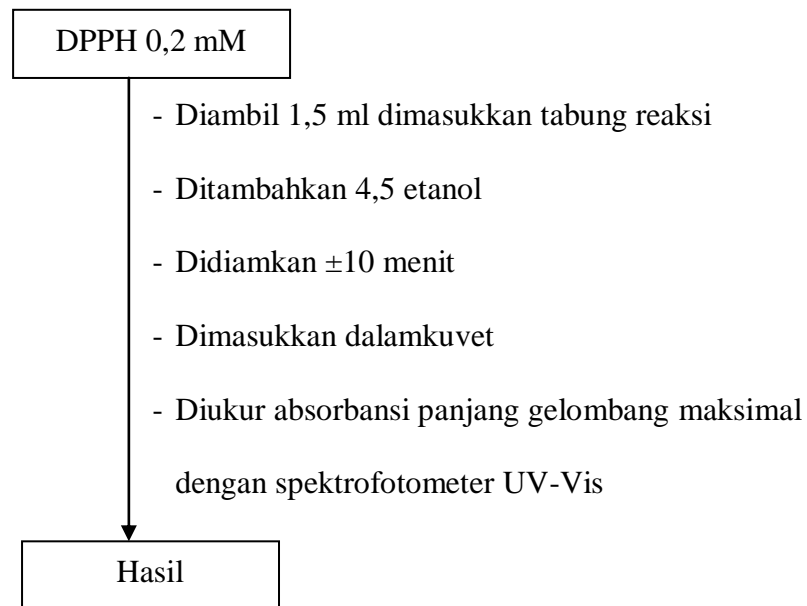 DPPH 0,2 mM
- Diambil 1,5 ml dimasukkan tabung reaksi
- Ditambahkan 4,5 etanol
- Didiamkan ±10 menit
- Dimasukkan dalamkuvet
- Diukur absorbansi panjang gelombang maksimal
dengan spektrofotometer UV-Vis
Hasil